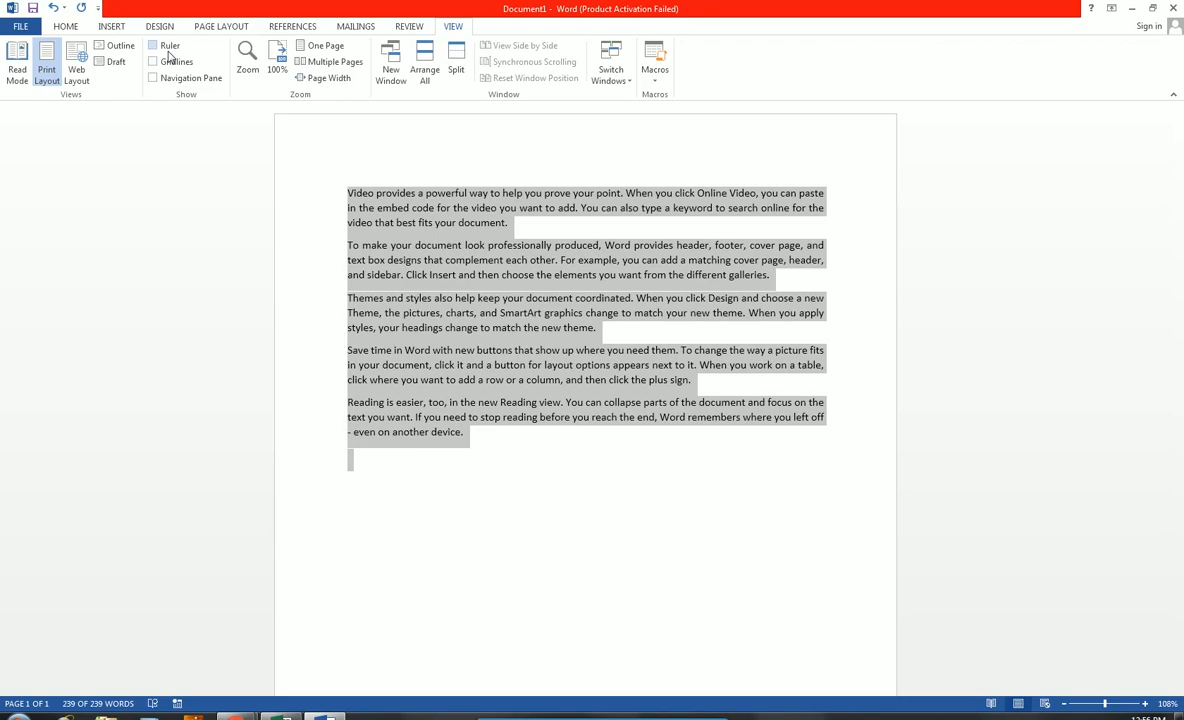 Document1 - Word (Product Activation Failed)
FILE HOME INSERT DESIGN PAGE LAYOUT REFERENCES MAILINGS REVIEW VIEW Sign in
Read Mode
Print Layout
Web Layout
Outline
Draft
Views
Ruler
Gridlines
Navigation Pane
Show
Zoom
100%
One Page
Multiple Pages
Page Width
Zoom
New Window
Arrange All
Split
View Side by Side
Synchronous Scrolling
Reset Window Position
Window
Switch Windows
Macros
Macros
Video provides a powerful way to help you prove your point. When you click Online Video, you can paste
in the embed code for the video you want to add. You can also type a keyword to search online for the
video that best fits your document.
To make your document look professionally produced, Word provides header, footer, cover page, and
text box designs that complement each other. For example, you can add a matching cover page, header,
and sidebar. Click Insert and then choose the elements you want from the different galleries.
Themes and styles also help keep your document coordinated. When you click Design and choose a new
Theme, the pictures, charts, and SmartArt graphics change to match your new theme. When you apply
styles, your headings change to match the new theme.
Save time in Word with new buttons that show up where you need them. To change the way a picture fits
in your document, click it and a button for layout options appears next to it. When you work on a table,
click where you want to add a row or a column, and then click the plus sign.
Reading is easier, too, in the new Reading view. You can collapse parts of the document and focus on the
text you want. If you need to stop reading before you reach the end, Word remembers where you left off
- even on another device.
PAGE 1 OF 1 239 OF 239 WORDS 108%
12:56 PM